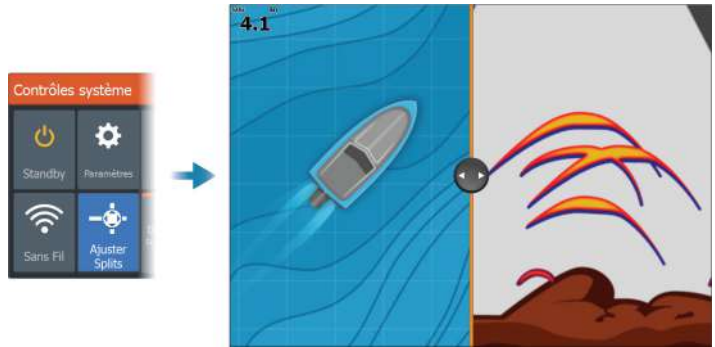 Contrôles système
Standby
Paramètres
Sans Fil
Ajuster
Splits
4.1